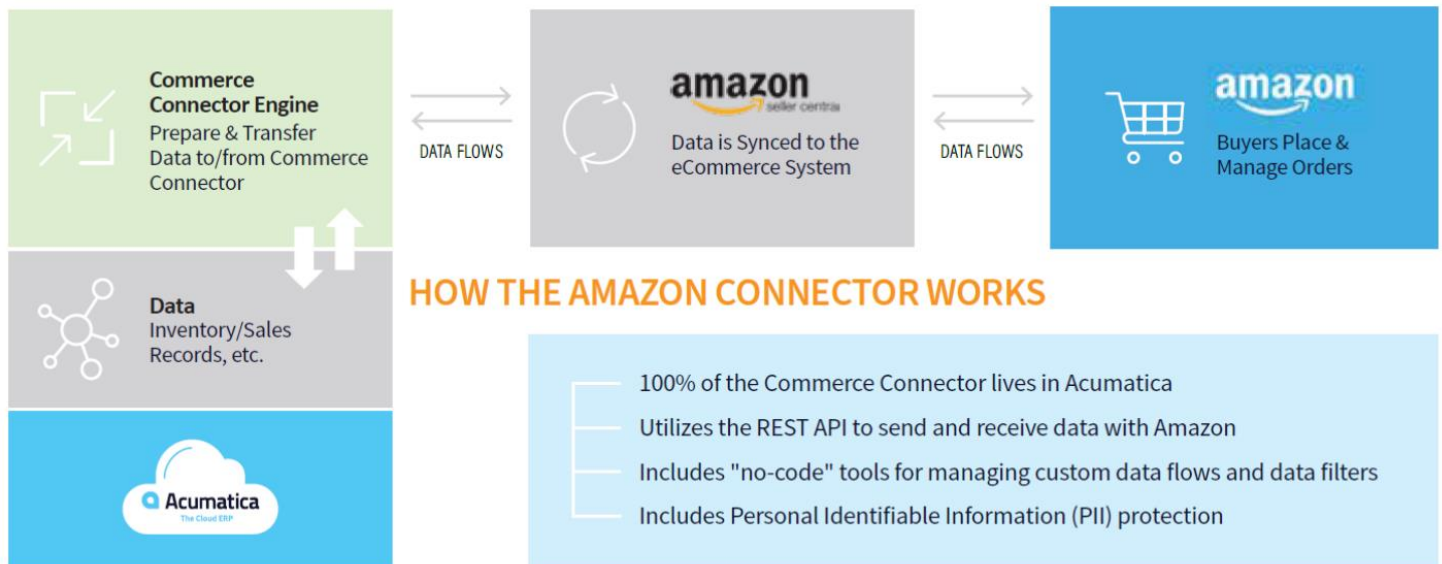 Commerce
Connector Engine
Prepare & Transfer
Data to/from Commerce
Connector
DATA FLOWS
amazon
seller centra
Data is Synced to the
eCommerce System
DATA FLOWS
amazon
Buyers Place &
Manage Orders
Data
Inventory/Sales
Records, etc.
Acumatica
The Cloud ERP
HOW THE AMAZON CONNECTOR WORKS
100% of the Commerce Connector lives in Acumatica
Utilizes the REST API to send and receive data with Amazon
Includes "no-code" tools for managing custom data flows and data filters
Includes Personal Identifiable Information (PII) protection